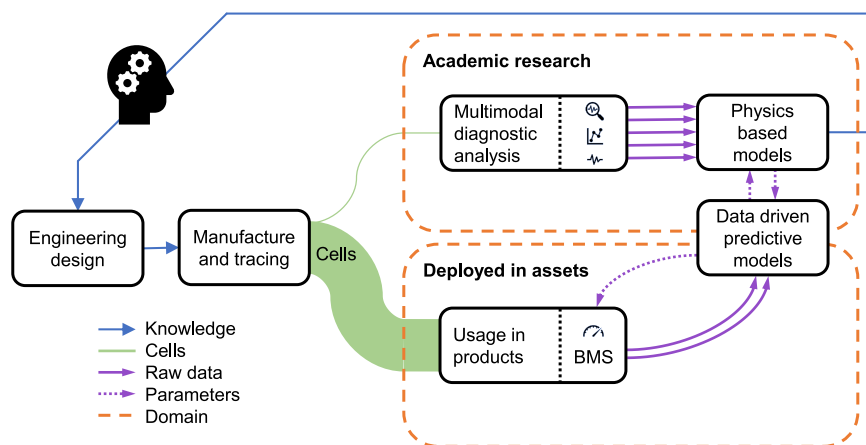 Academic research
Multimodal
diagnostic
analysis
Physics
based
models
Engineering
design
Manufacture
and tracing
Cells
Data driven
predictive
models
Deployed in assets
Usage in
products
BMS
Knowledge
Cells
Raw data
Parameters
Domain